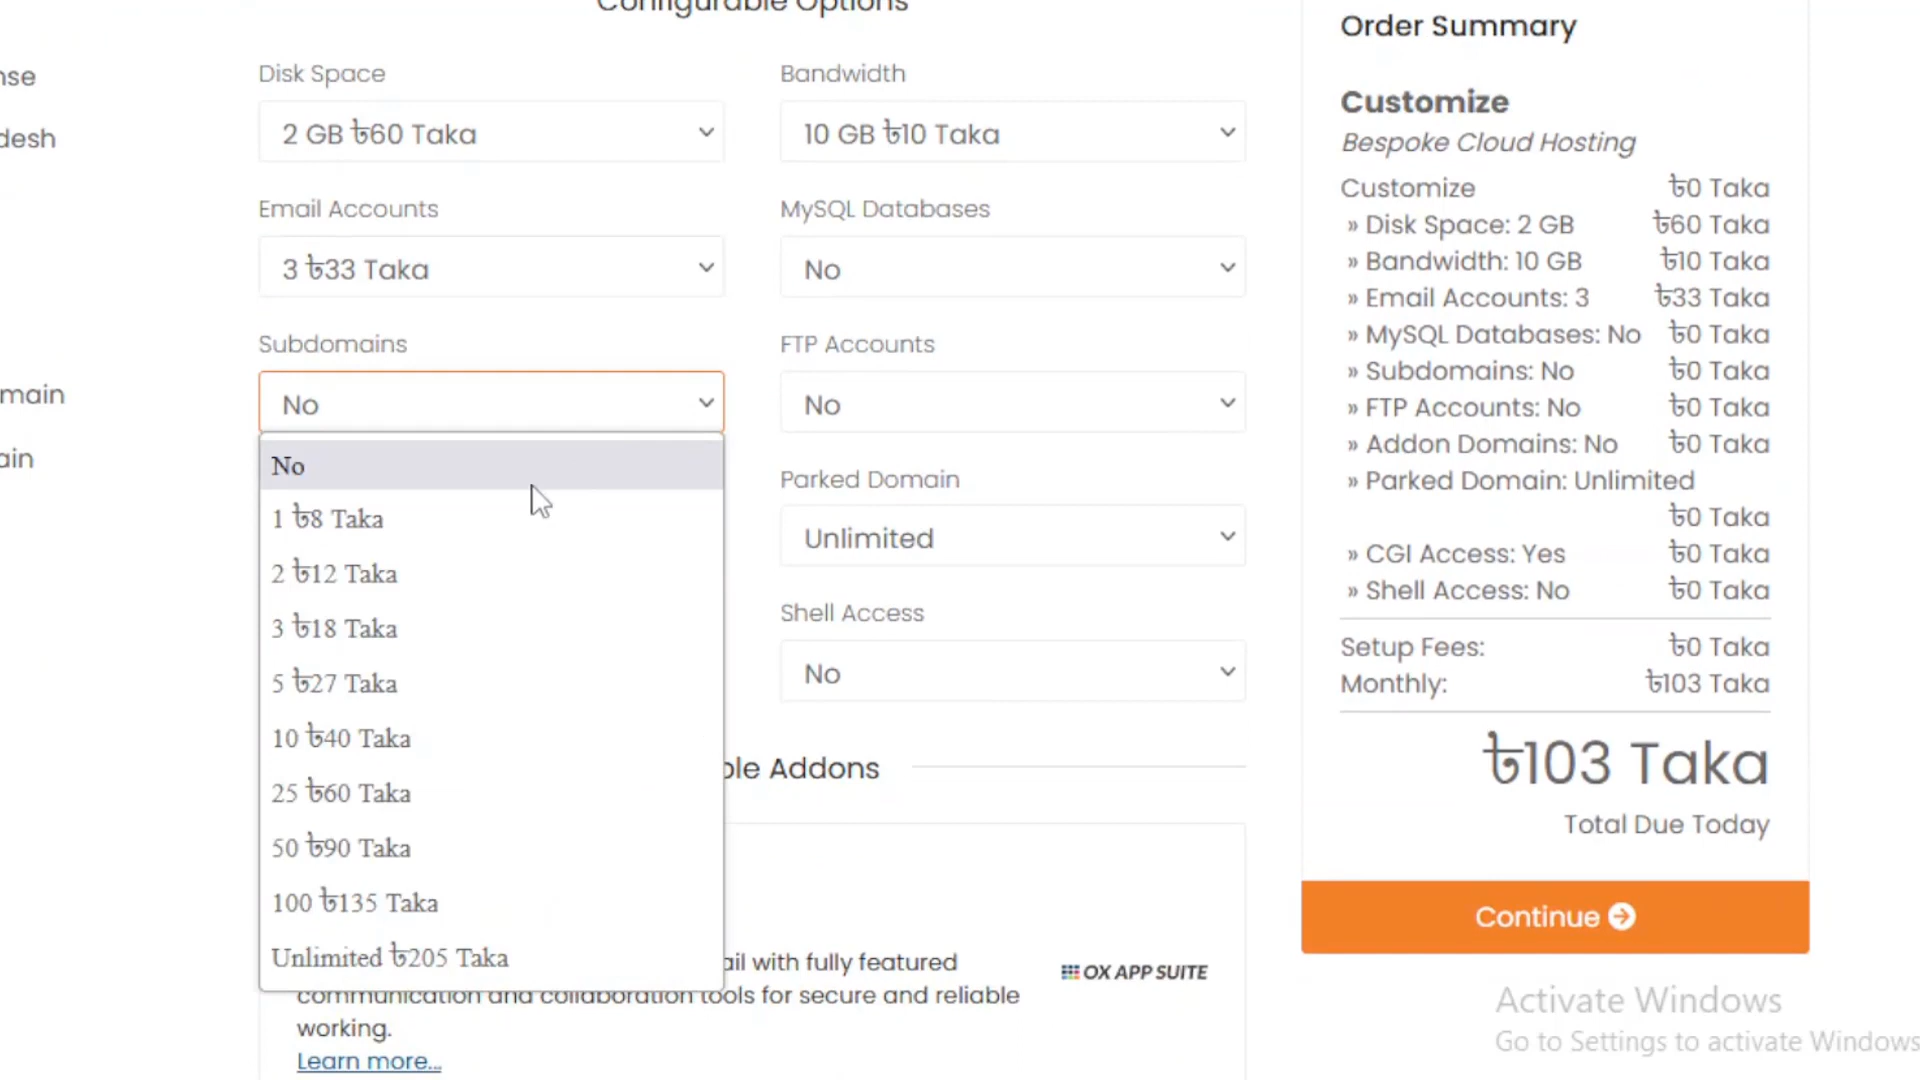 Configurable Options
nse
desh
main
ain
Disk Space
2 GB ৳60 Taka
Bandwidth
10 GB ৳10 Taka
Email Accounts
3 ৳33 Taka
MySQL Databases
No
Subdomains
No
FTP Accounts
No
No
1 ৳8 Taka
2 ৳12 Taka
3 ৳18 Taka
5 ৳27 Taka
10 ৳40 Taka
25 ৳60 Taka
50 ৳90 Taka
100 ৳135 Taka
Unlimited ৳205 Taka
Parked Domain
Unlimited
Shell Access
No
ble Addons
ail with fully featured
communication and collaboration tools for secure and reliable
working.
Learn more...
OX APP SUITE
Order Summary
Customize
Bespoke Cloud Hosting
Customize ৳0 Taka
» Disk Space: 2 GB ৳60 Taka
» Bandwidth: 10 GB ৳10 Taka
» Email Accounts: 3 ৳33 Taka
» MySQL Databases: No ৳0 Taka
» Subdomains: No ৳0 Taka
» FTP Accounts: No ৳0 Taka
» Addon Domains: No ৳0 Taka
» Parked Domain: Unlimited
৳0 Taka
» CGI Access: Yes ৳0 Taka
» Shell Access: No ৳0 Taka
Setup Fees: ৳0 Taka
Monthly: ৳103 Taka
৳103 Taka
Total Due Today
Continue
Activate Windows
Go to Settings to activate Windows